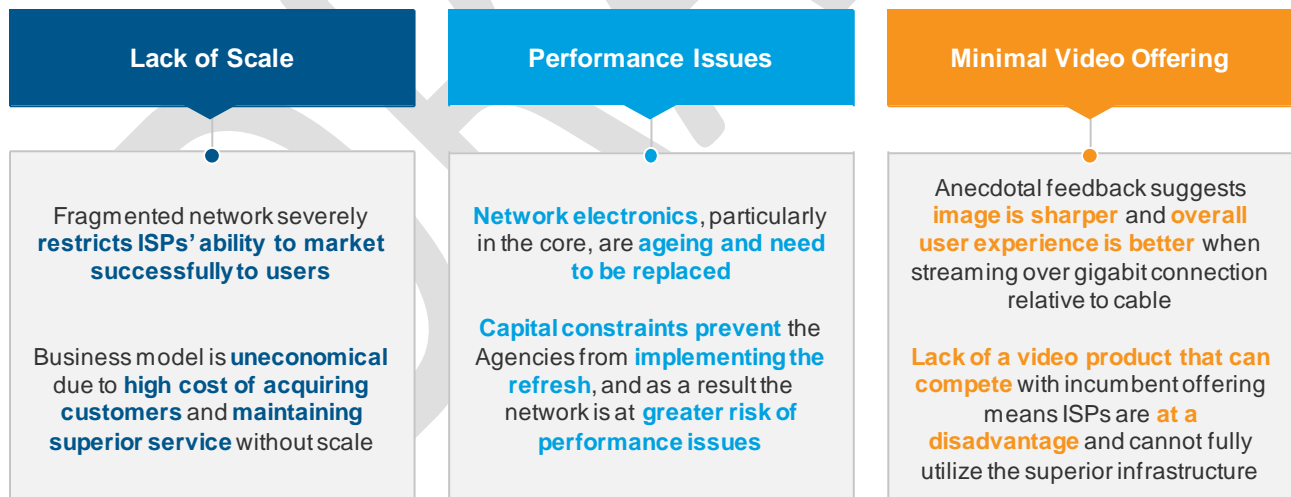 Lack of Scale
Fragmented network severely
restricts ISPs' ability to market
successfully to users
Business model is uneconomical
due to high cost of acquiring
customers and maintaining
superior service without scale
Performance Issues
Network electronics, particularly
in the core, are ageing and need
to be replaced
Capital constraints prevent the
Agencies from implementing the
refresh, and as a result the
network is at greater risk of
performance issues
Minimal Video Offering
Anecdotal feedback suggests
image is sharper and overall
user experience is better when
streaming over gigabit connection
relative to cable
Lack of a video product that can
compete with incumbent offering
means ISPs are at a
disadvantage and cannot fully
utilize the superior infrastructure